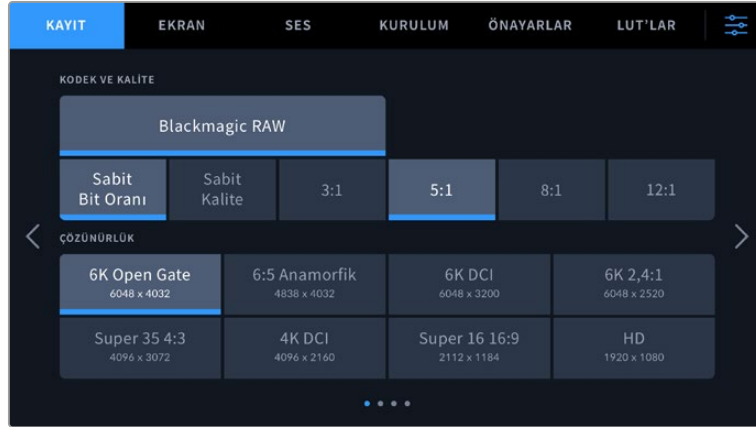 KAYIT EKRAN SES KURULUM ÖNAYARLAR LUT'LAR
KODEK VE KALİTE
Blackmagic RAW
Sabit Bit Oranı
Sabit Kalite
3:1
5:1
8:1
12:1
ÇÖZÜNÜRLÜK
6K Open Gate
6048 x 4032
6:5 Anamorfik
4838 x 4032
6K DCI
6048 x 3200
6K 2,4:1
6048 x 2520
Super 35 4:3
4096 x 3072
4K DCI
4096 x 2160
Super 16 16:9
2112 x 1184
HD
1920 x 1080